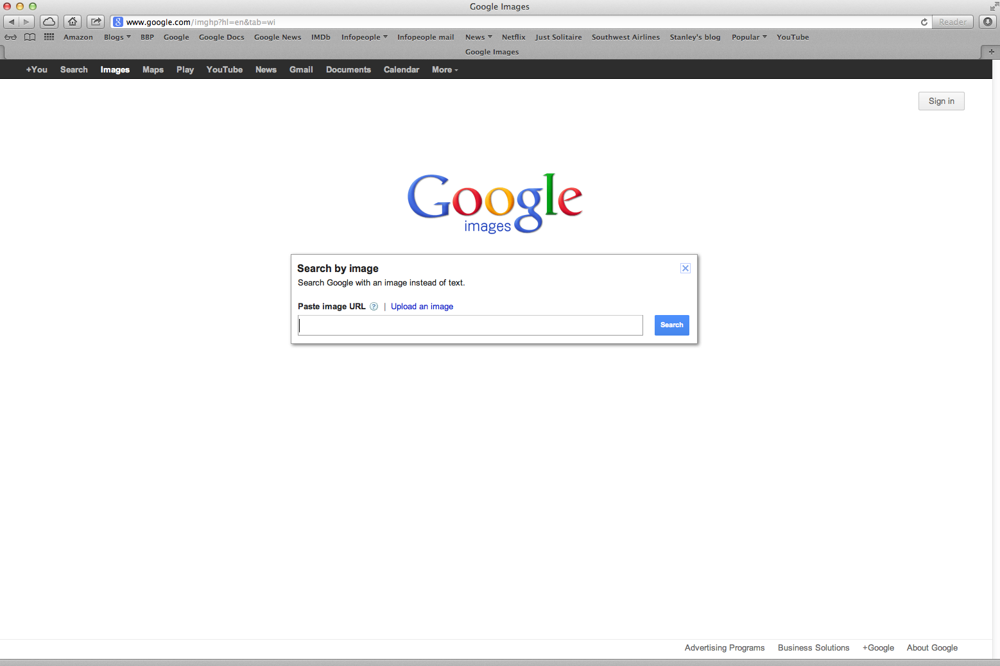 Google Images
www.google.com/imghp?hl=en&tab=wi Reader
Amazon Blogs BBP Google Google Docs Google News IMDb Infopeople Infopeople mail News Netflix Just Solitaire Southwest Airlines Stanley's blog Popular YouTube
Google Images
+You Search Images Maps Play YouTube News Gmail Documents Calendar More
Sign in
Google
images
Search by image
Search Google with an image instead of text.
Paste image URL ? | Upload an image
Search
Advertising Programs Business Solutions +Google About Google